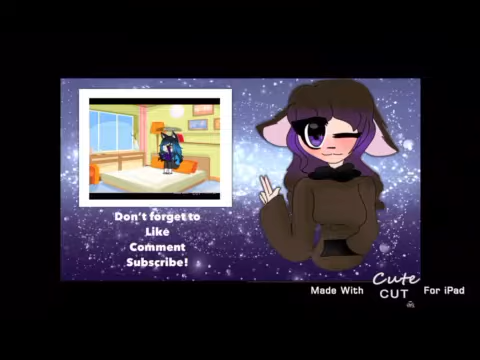 Don't forget to
Like
Comment
Subscribe!
Made With Cute CUT For iPad